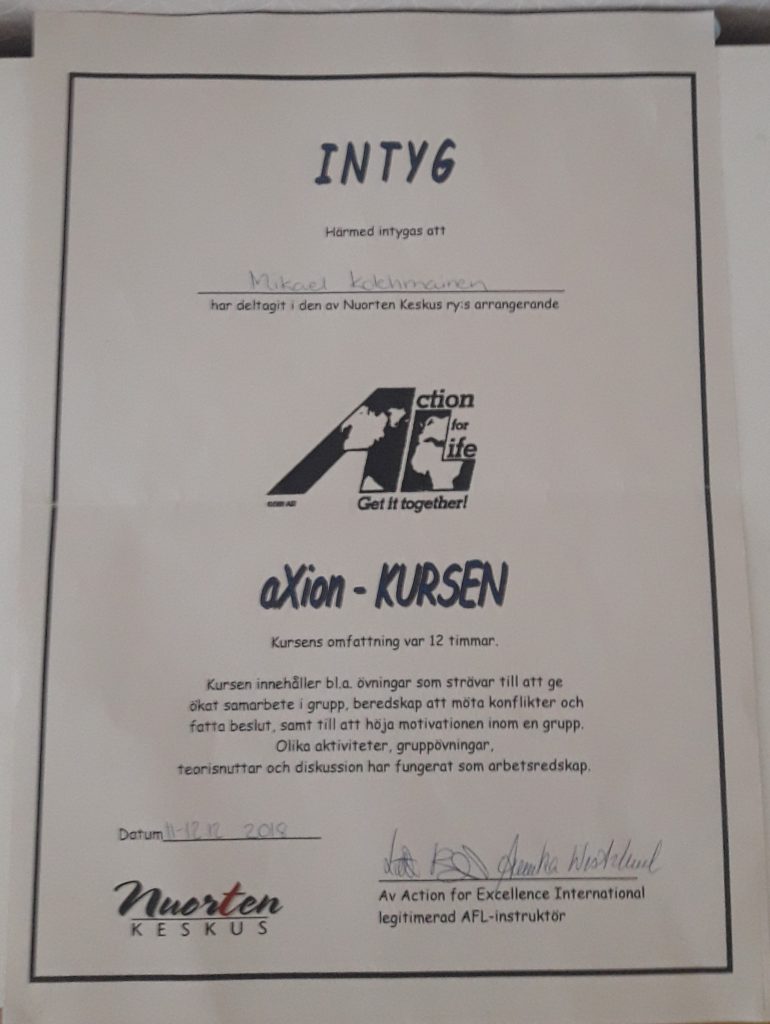 INTYG
Härmed intygas att
Mikael Kolehmainen
har deltagit i den av Nuorten Keskus ry:s arrangerande
Action
for
Life
Get it together!
aXion - KURSEN
Kursens omfattning var 12 timmar.
Kursen innehåller bl.a. övningar som strävar till att ge
ökat samarbete i grupp, beredskap att möta konflikter och
fatta beslut, samt till att höja motivationen inom en grupp.
Olika aktiviteter, gruppövningar,
teorisnuttar och diskussion har fungerat som arbetsredskap.
Datum 11-12.12 2018
Annika Westlund
Av Action for Excellence International
legitimerad AFL-instruktör
Nuorten
KESKUS